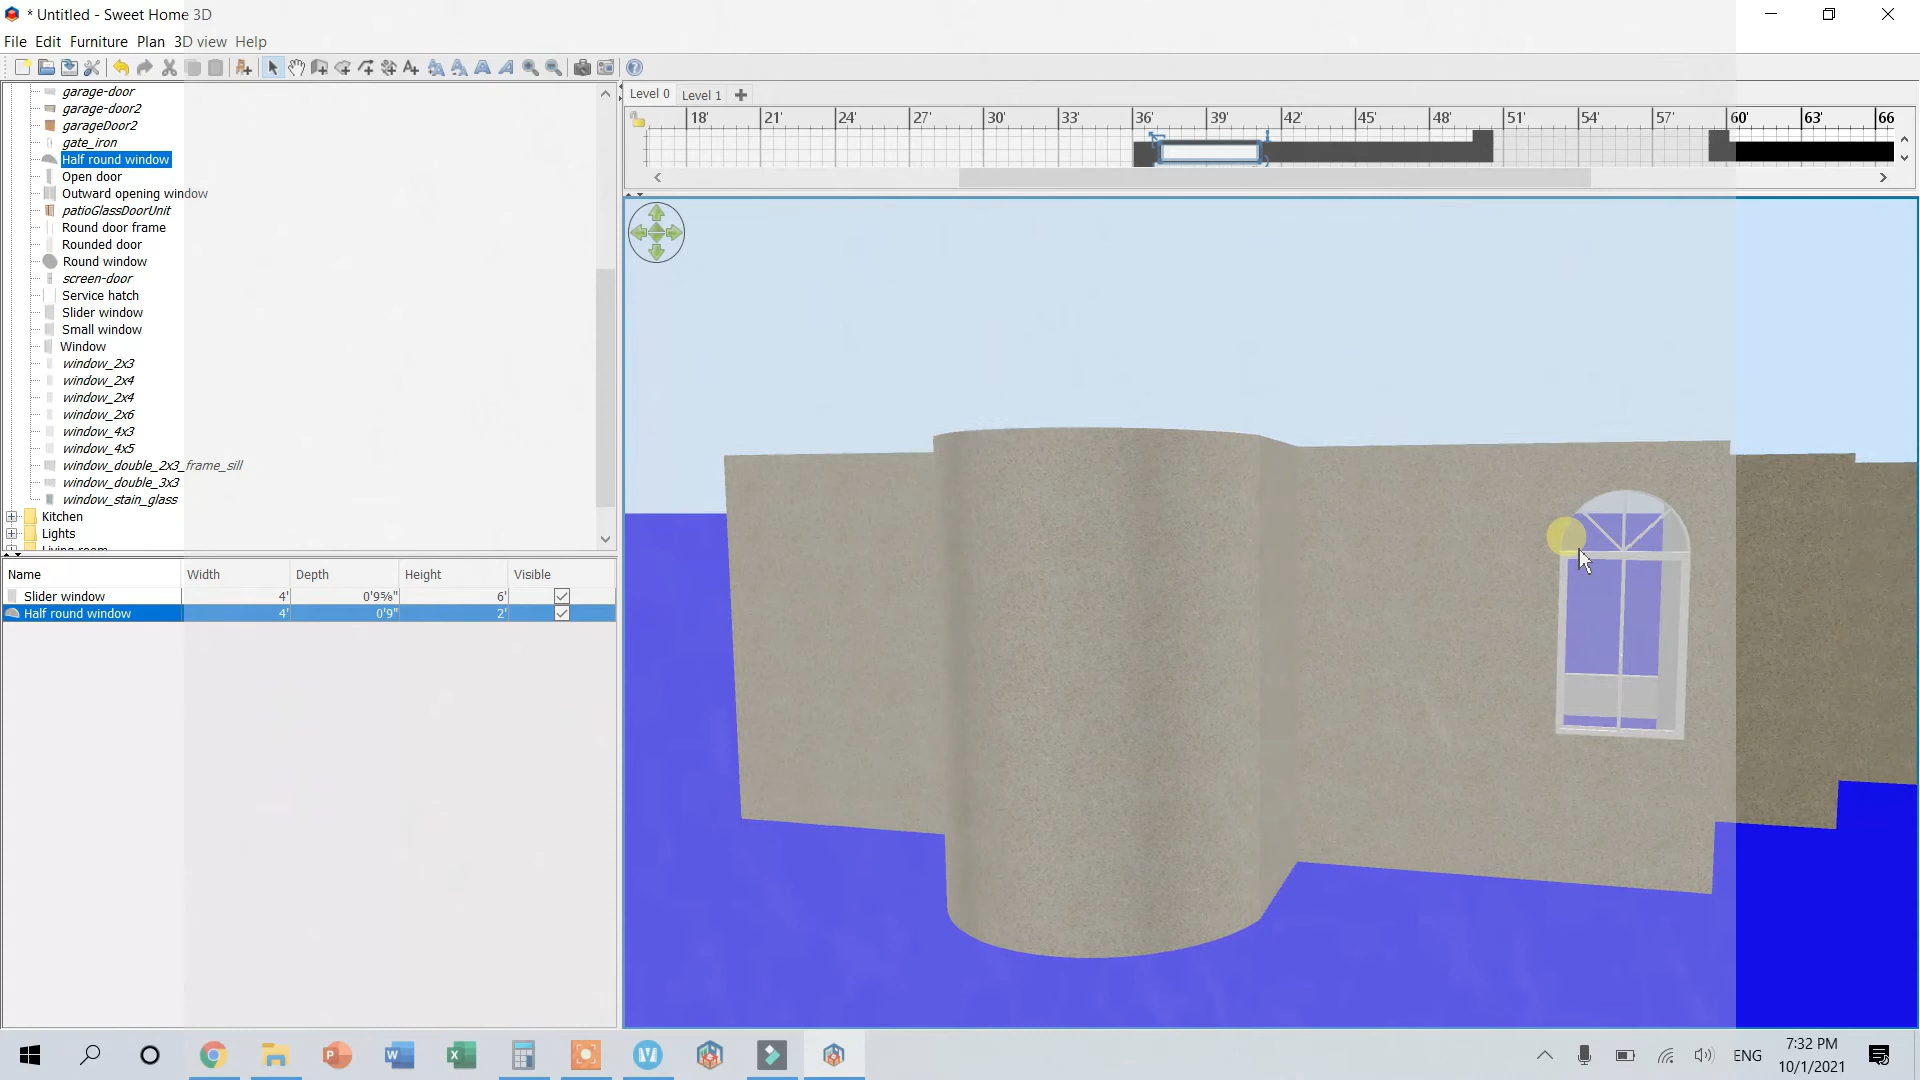 * Untitled - Sweet Home 3D
File Edit Furniture Plan 3D view Help
garage-door
garage-door2
garageDoor2
gate_iron
Half round window
Open door
Outward opening window
patioGlassDoorUnit
Round door frame
Rounded door
Round window
screen-door
Service hatch
Slider window
Small window
Window
window_2x3
window_2x4
window_2x4
window_2x6
window_4x3
window_4x5
window_double_2x3_frame_sill
window_double_3x3
window_stain_glass
Kitchen
Lights
Living room
Name Width Depth Height Visible
Slider window 4' 0'9⅝" 6'
Half round window 4' 0'9" 2'
Level 0 Level 1
18' 21' 24' 27' 30' 33' 36' 39' 42' 45' 48' 51' 54' 57' 60' 63' 66
ENG
7:32 PM
10/1/2021